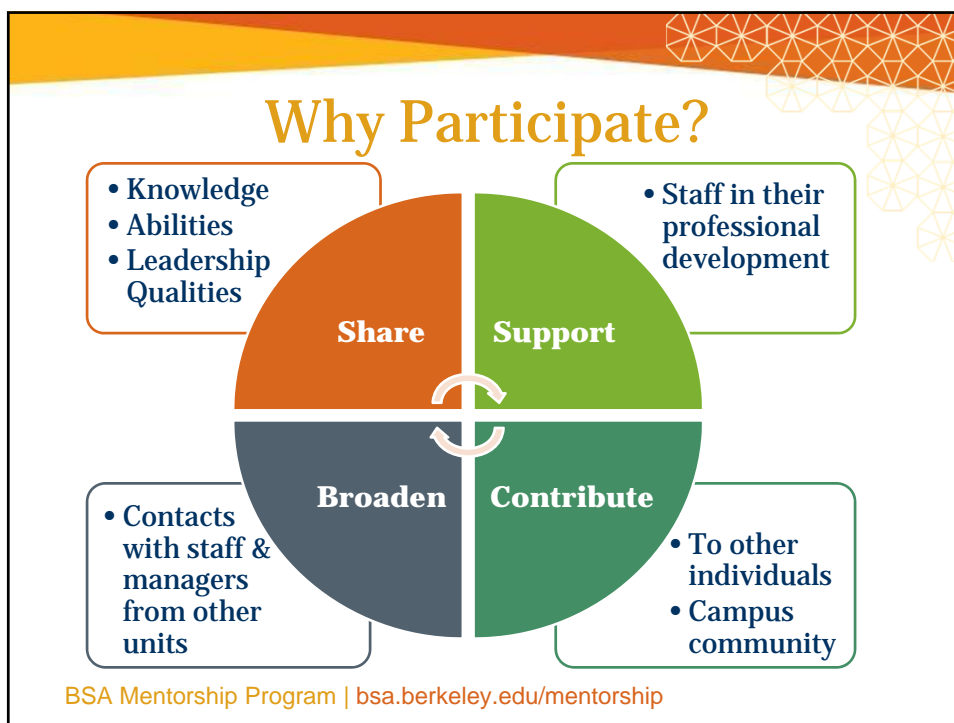 Why Participate?
• Knowledge
• Abilities
• Leadership
Qualities
Share
• Staff in their
professional
development
Support
Broaden
• Contacts
with staff &
managers
from other
units
Contribute
• To other
individuals
• Campus
community
BSA Mentorship Program | bsa.berkeley.edu/mentorship